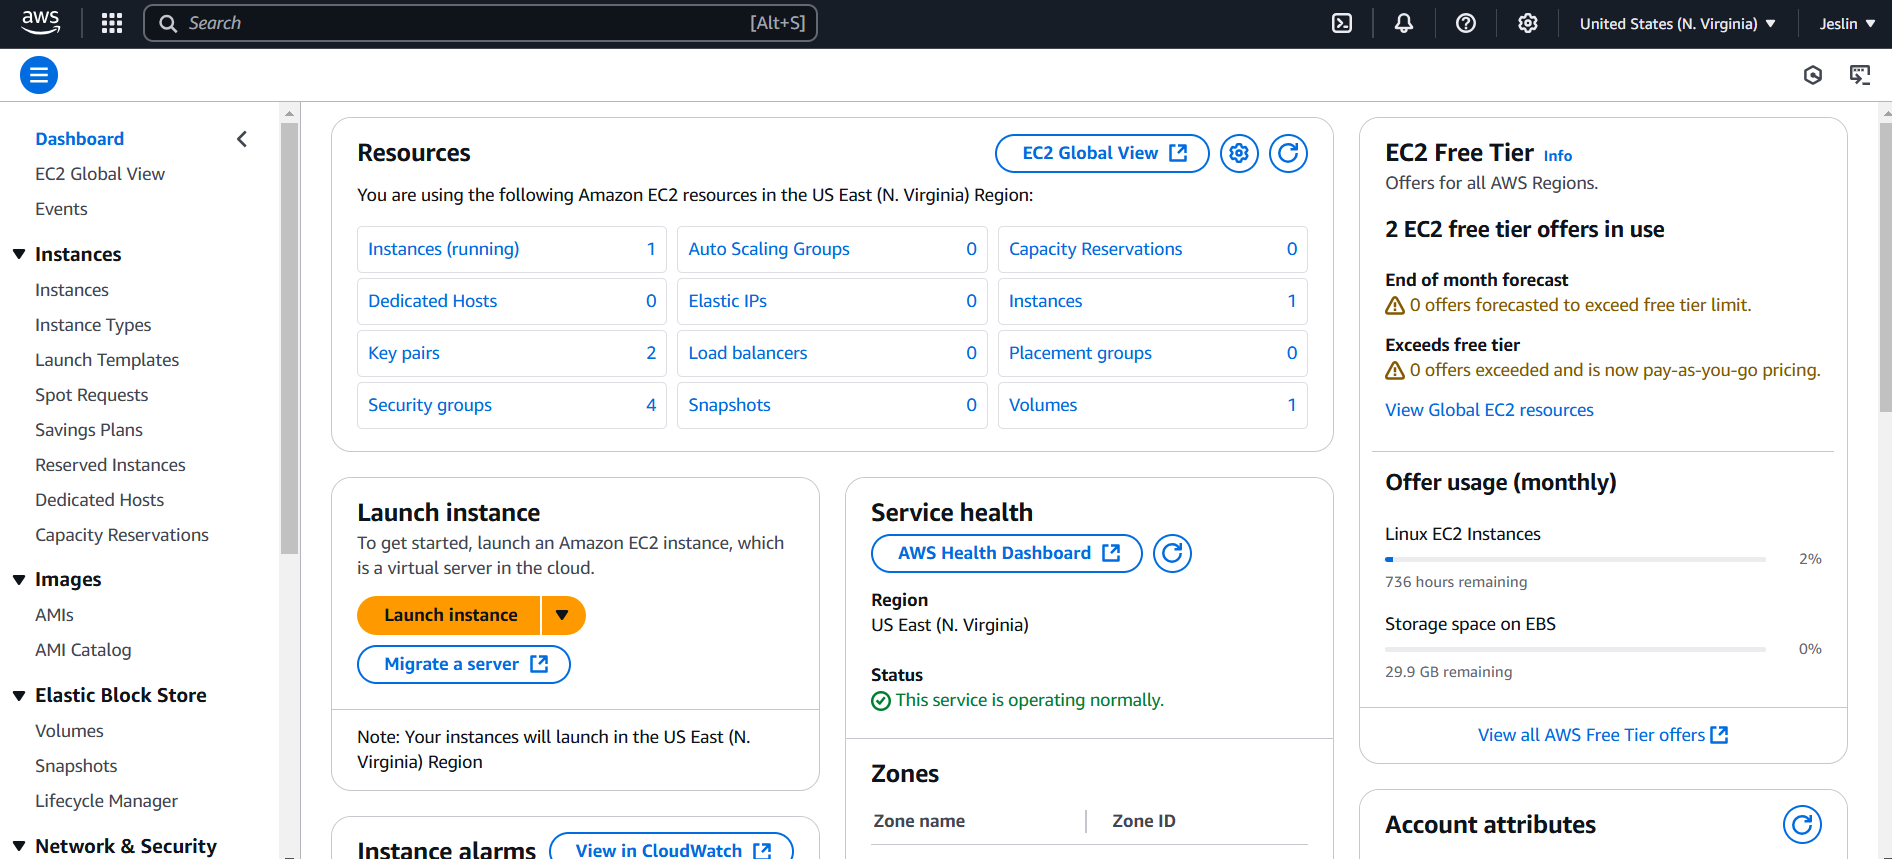 aws
Search [Alt+S]
United States (N. Virginia)
Jeslin
Dashboard
EC2 Global View
Events
Instances
Instances
Instance Types
Launch Templates
Spot Requests
Savings Plans
Reserved Instances
Dedicated Hosts
Capacity Reservations
Images
AMIs
AMI Catalog
Elastic Block Store
Volumes
Snapshots
Lifecycle Manager
Network & Security
Resources
EC2 Global View
You are using the following Amazon EC2 resources in the US East (N. Virginia) Region:
Instances (running) 1
Auto Scaling Groups 0
Capacity Reservations 0
Dedicated Hosts 0
Elastic IPs 0
Instances 1
Key pairs 2
Load balancers 0
Placement groups 0
Security groups 4
Snapshots 0
Volumes 1
Launch instance
To get started, launch an Amazon EC2 instance, which
is a virtual server in the cloud.
Launch instance
Migrate a server
Note: Your instances will launch in the US East (N.
Virginia) Region
Instance alarms
View in CloudWatch
Service health
AWS Health Dashboard
Region
US East (N. Virginia)
Status
This service is operating normally.
Zones
Zone name
Zone ID
EC2 Free Tier Info
Offers for all AWS Regions.
2 EC2 free tier offers in use
End of month forecast
0 offers forecasted to exceed free tier limit.
Exceeds free tier
0 offers exceeded and is now pay-as-you-go pricing.
View Global EC2 resources
Offer usage (monthly)
Linux EC2 Instances
2%
736 hours remaining
Storage space on EBS
0%
29.9 GB remaining
View all AWS Free Tier offers
Account attributes